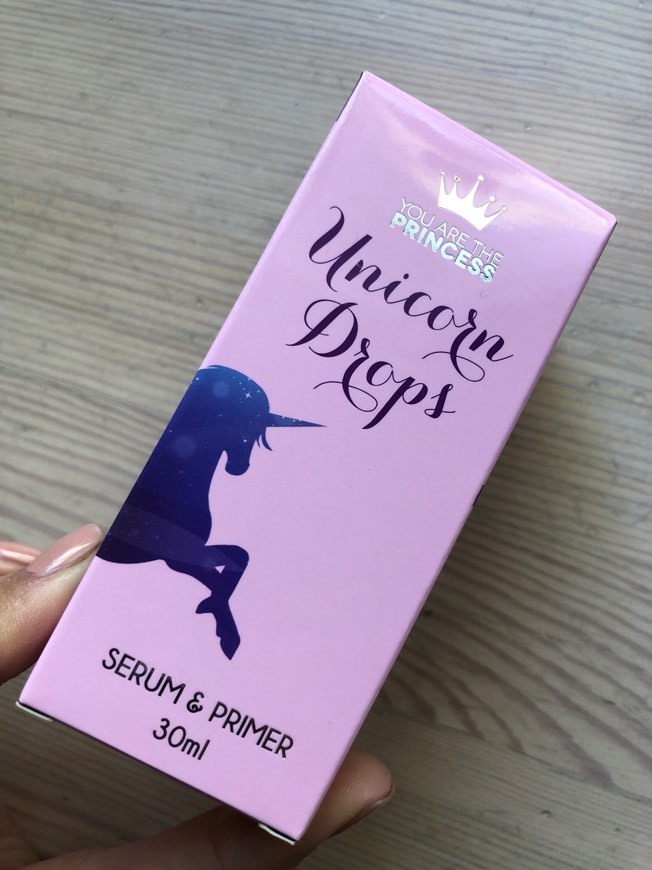 YOU ARE THE
PRINCESS
Unicorn
Drops
SERUM & PRIMER
30ml